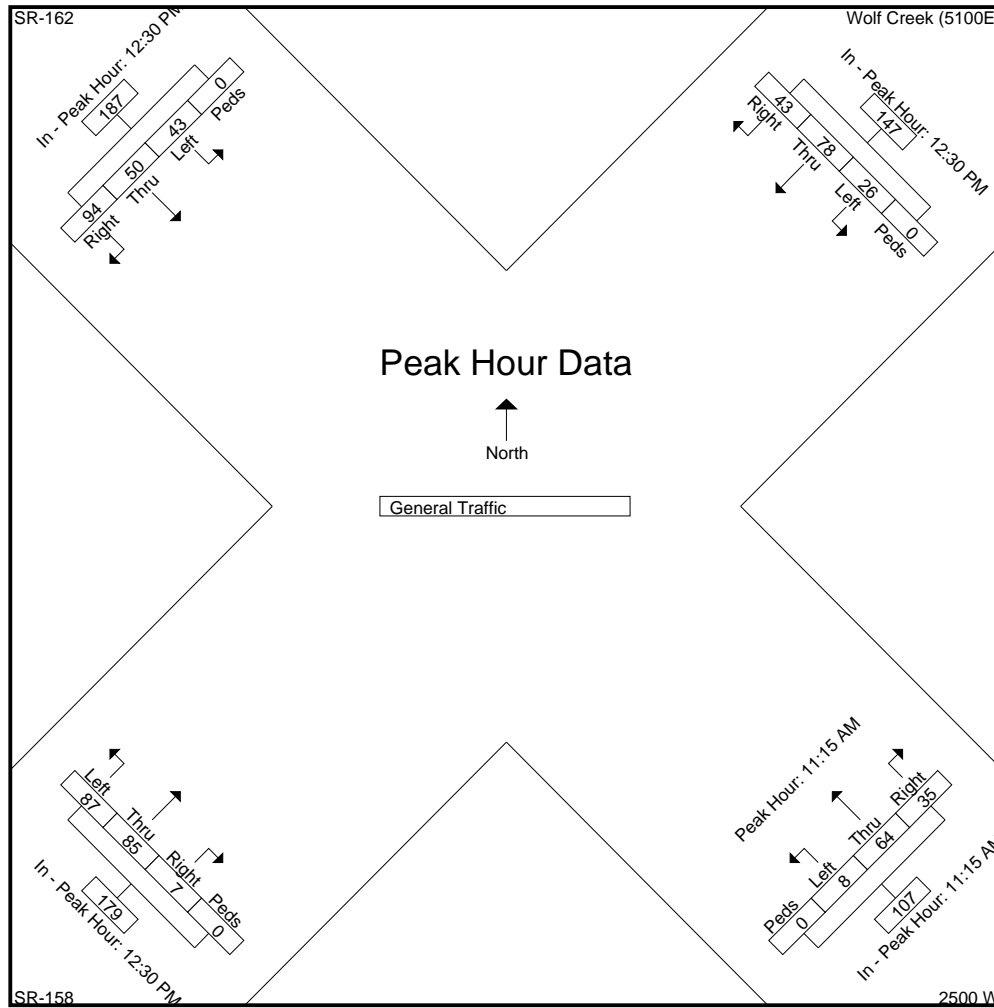 SR-162
Wolf Creek (5100E
In - Peak Hour: 12:30 PM
187
94
50
43
0
Right
Thru
Left
Peds
In - Peak Hour: 12:30 PM
147
43
78
26
0
Right
Thru
Left
Peds
Peak Hour Data
North
General Traffic
Left
Thru
Right
Peds
87
85
7
0
179
In - Peak Hour: 12:30 PM
SR-158
Peak Hour: 11:15 AM
Peds
Left
Thru
Right
0
8
64
35
107
In - Peak Hour: 11:15 AM
2500 W